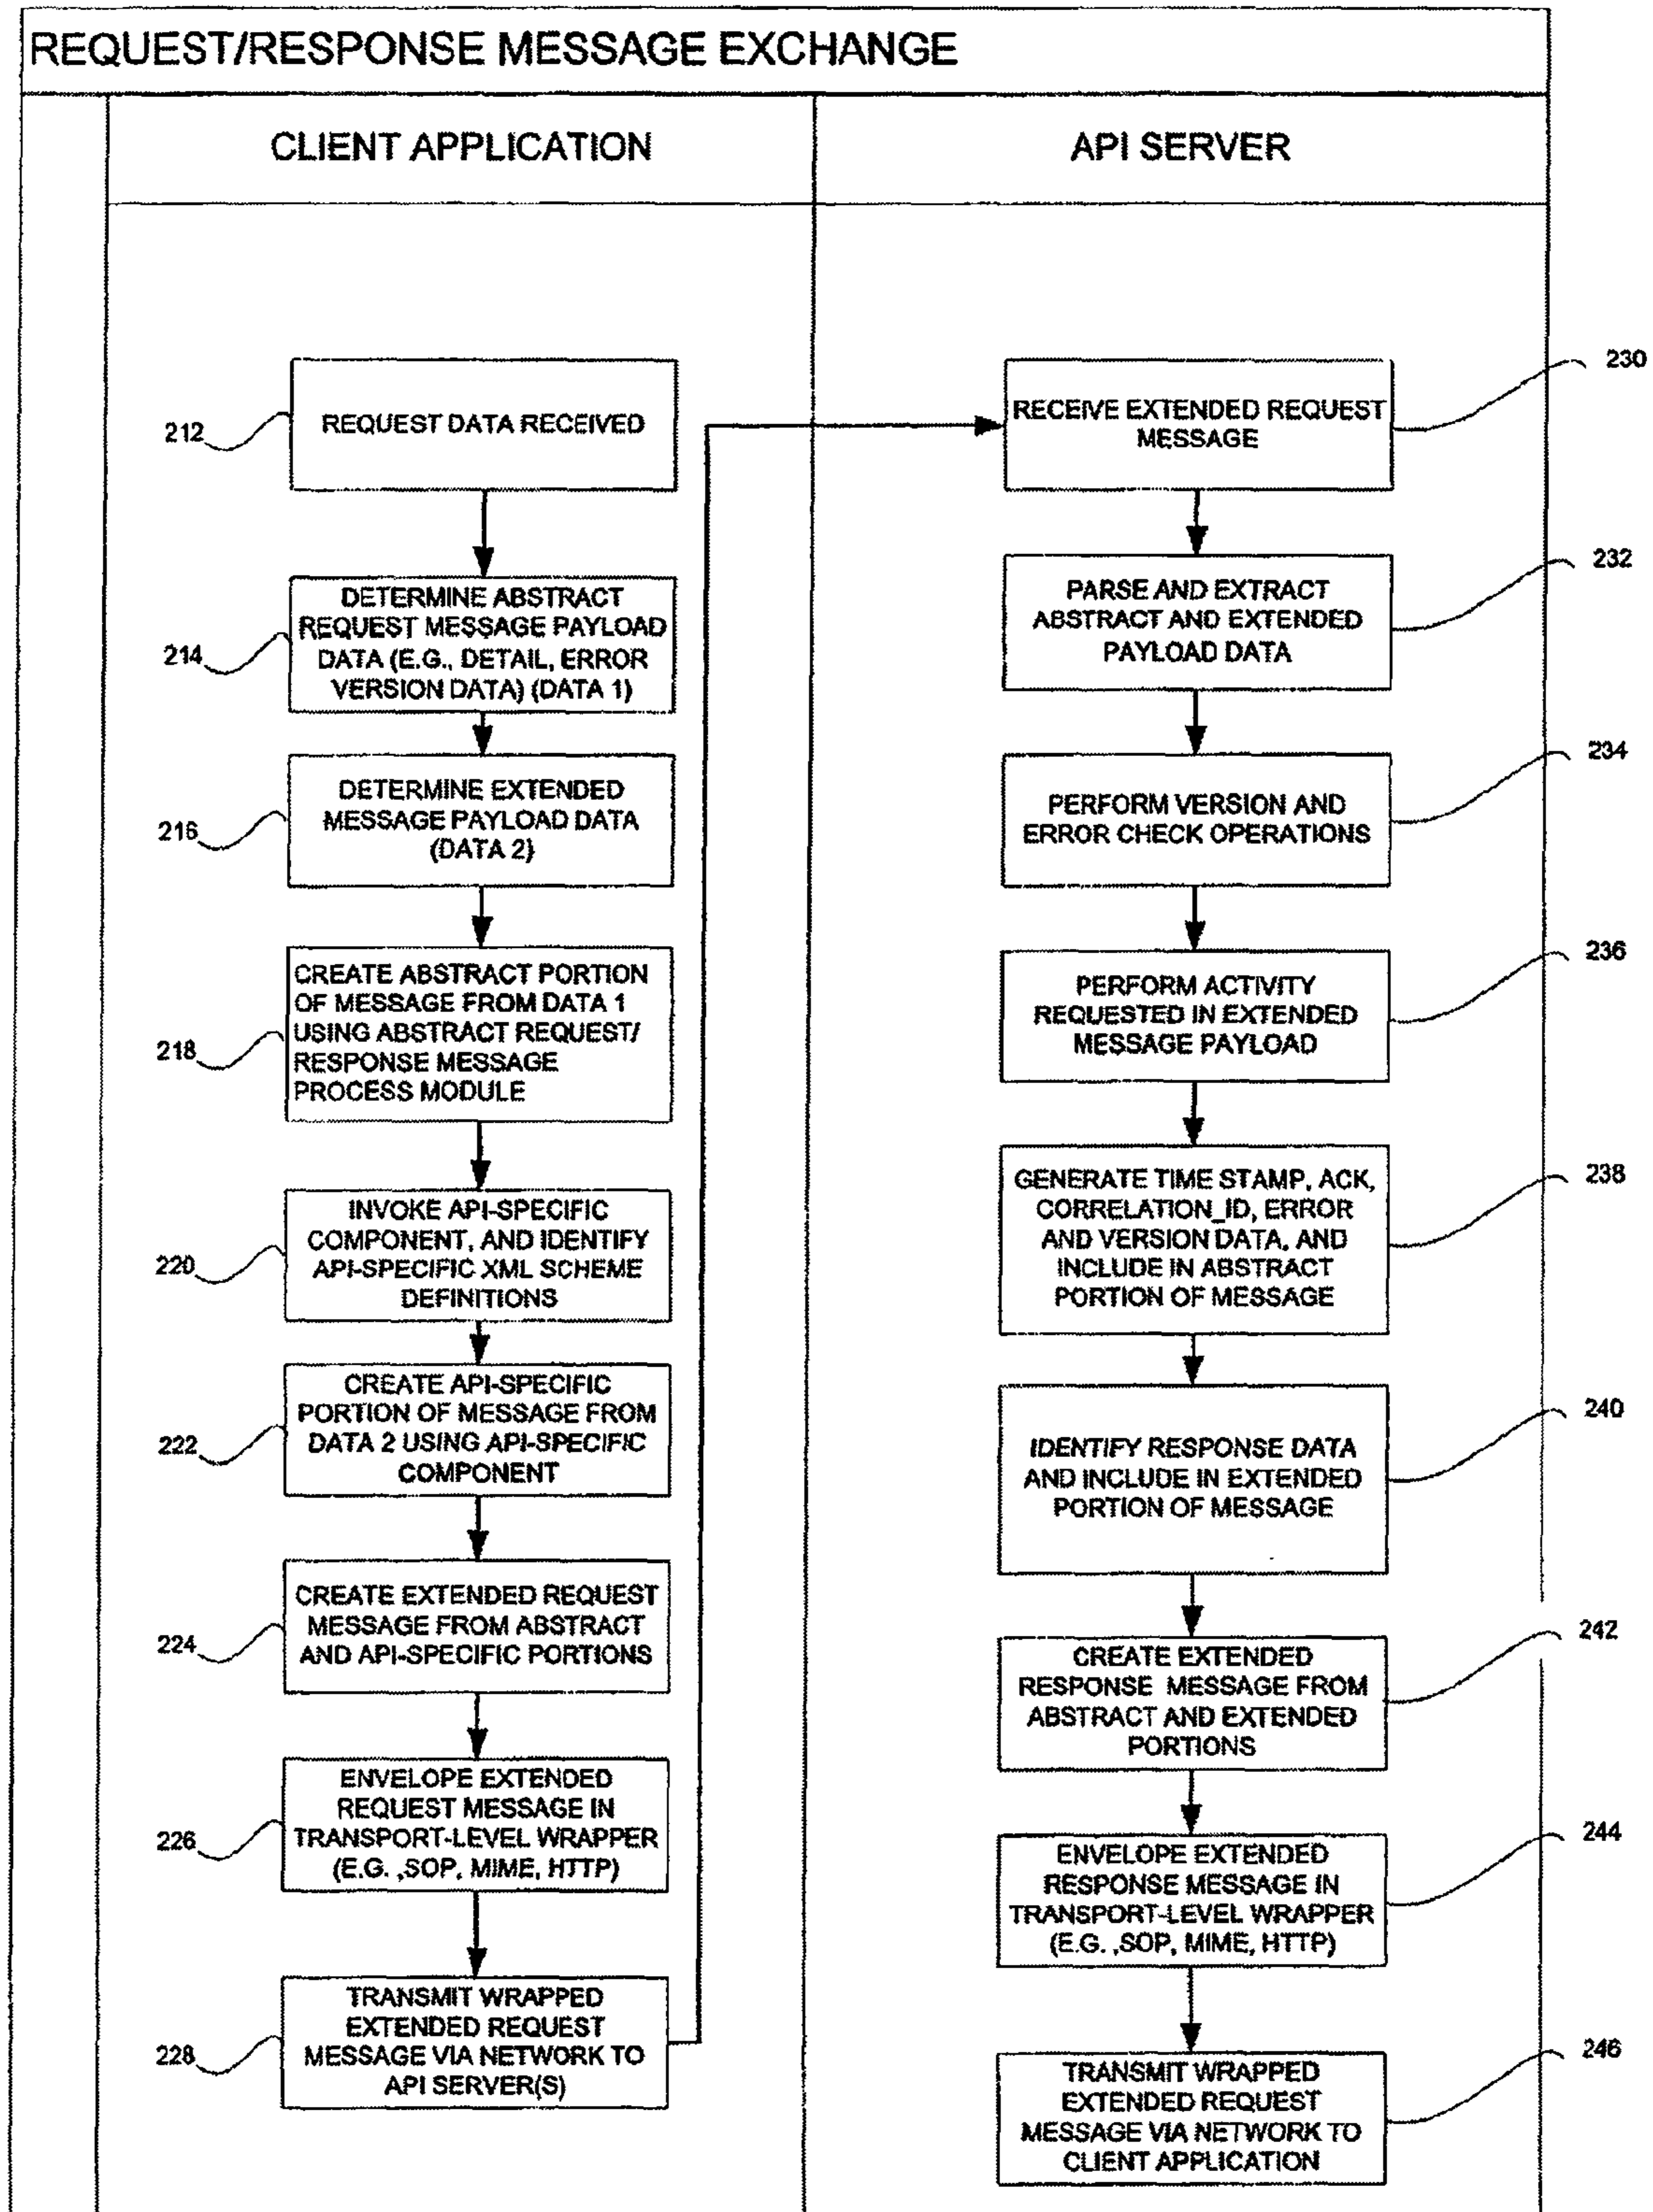 REQUEST/RESPONSE MESSAGE EXCHANGE
CLIENT APPLICATION
212
REQUEST DATA RECEIVED
214
DETERMINE ABSTRACT
REQUEST MESSAGE PAYLOAD
DATA (E.G., DETAIL, ERROR
VERSION DATA) (DATA 1)
216
DETERMINE EXTENDED
MESSAGE PAYLOAD DATA
(DATA 2)
218
CREATE ABSTRACT PORTION
OF MESSAGE FROM DATA 1
USING ABSTRACT REQUEST/
RESPONSE MESSAGE
PROCESS MODULE
220
INVOKE API-SPECIFIC
COMPONENT, AND IDENTIFY
API-SPECIFIC XML SCHEME
DEFINITIONS
222
CREATE API-SPECIFIC
PORTION OF MESSAGE FROM
DATA 2 USING API-SPECIFIC
COMPONENT
224
CREATE EXTENDED REQUEST
MESSAGE FROM ABSTRACT
AND API-SPECIFIC PORTIONS
226
ENVELOPE EXTENDED
REQUEST MESSAGE IN
TRANSPORT-LEVEL WRAPPER
(E.G. ,SOP, MIME, HTTP)
228
TRANSMIT WRAPPED
EXTENDED REQUEST
MESSAGE VIA NETWORK TO
API SERVER(S)
API SERVER
230
RECEIVE EXTENDED REQUEST
MESSAGE
232
PARSE AND EXTRACT
ABSTRACT AND EXTENDED
PAYLOAD DATA
234
PERFORM VERSION AND
ERROR CHECK OPERATIONS
236
PERFORM ACTIVITY
REQUESTED IN EXTENDED
MESSAGE PAYLOAD
238
GENERATE TIME STAMP, ACK,
CORRELATION_ID, ERROR
AND VERSION DATA, AND
INCLUDE IN ABSTRACT
PORTION OF MESSAGE
240
IDENTIFY RESPONSE DATA
AND INCLUDE IN EXTENDED
PORTION OF MESSAGE
242
CREATE EXTENDED
RESPONSE MESSAGE FROM
ABSTRACT AND EXTENDED
PORTIONS
244
ENVELOPE EXTENDED
RESPONSE MESSAGE IN
TRANSPORT-LEVEL WRAPPER
(E.G. ,SOP, MIME, HTTP)
246
TRANSMIT WRAPPED
EXTENDED REQUEST
MESSAGE VIA NETWORK TO
CLIENT APPLICATION